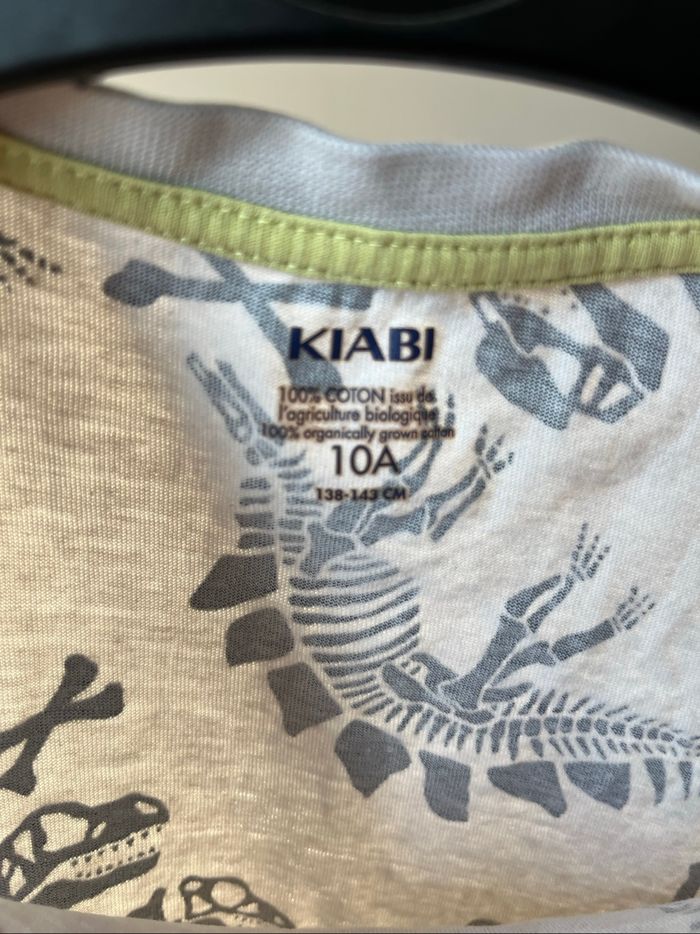 KIABI
100% COTON issu de
l'agriculture biologique
100% organically grown cotton
10A
138-143 CM